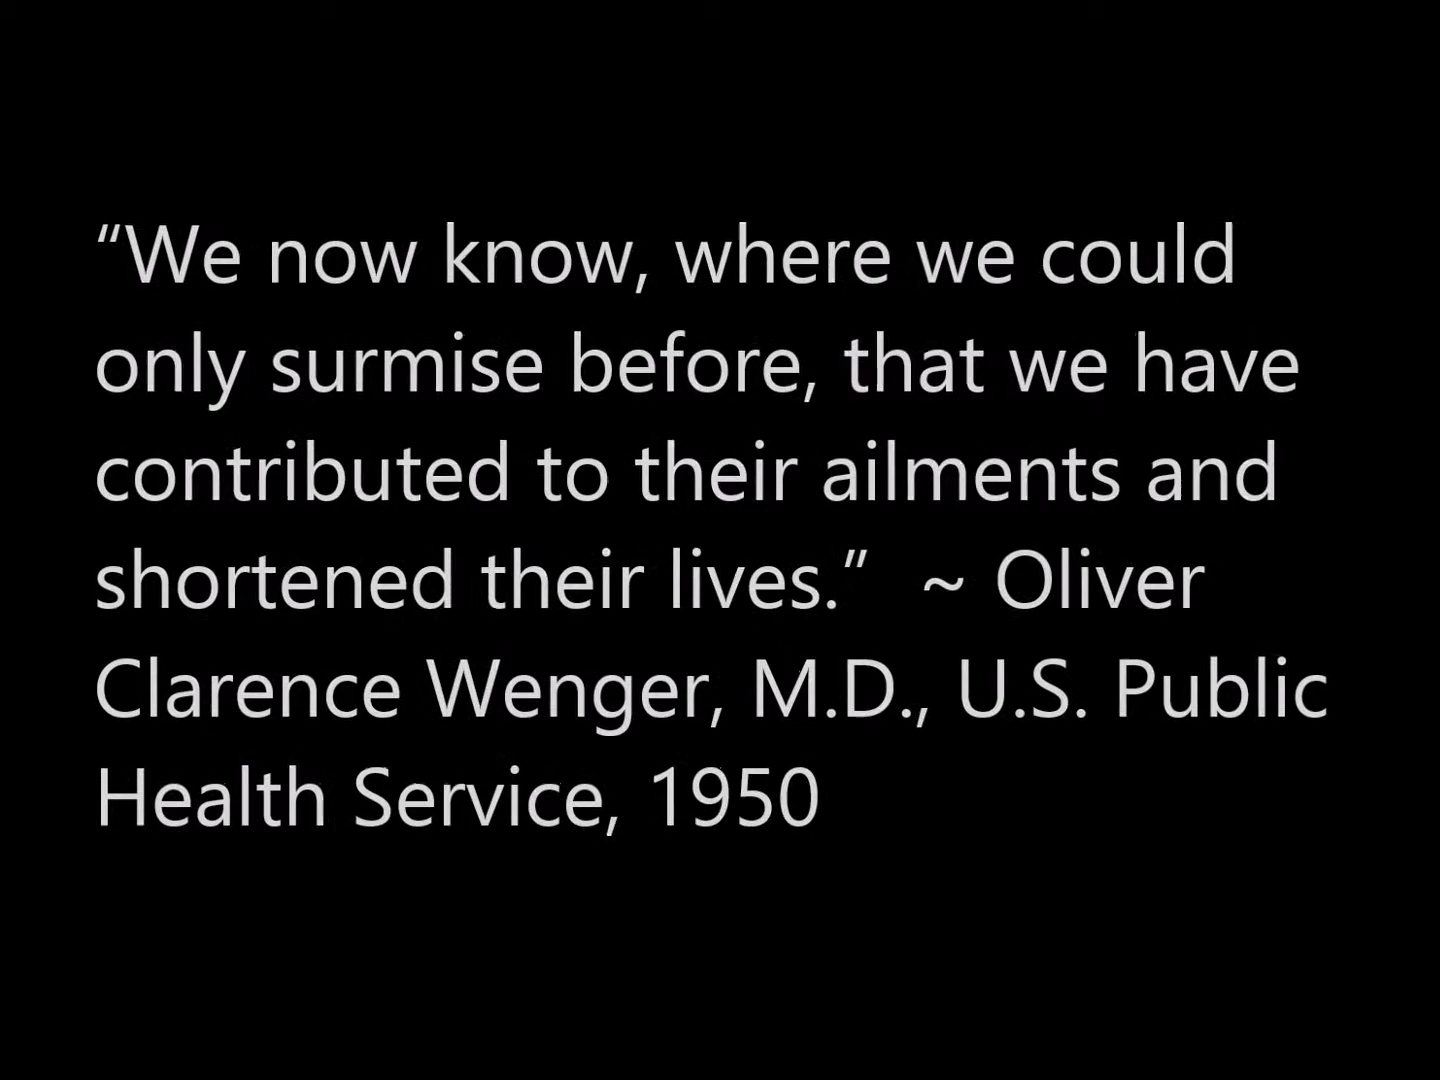 “We now know, where we could
only surmise before, that we have
contributed to their ailments and
shortened their lives.”  ~ Oliver
Clarence Wenger, M.D., U.S. Public
Health Service, 1950